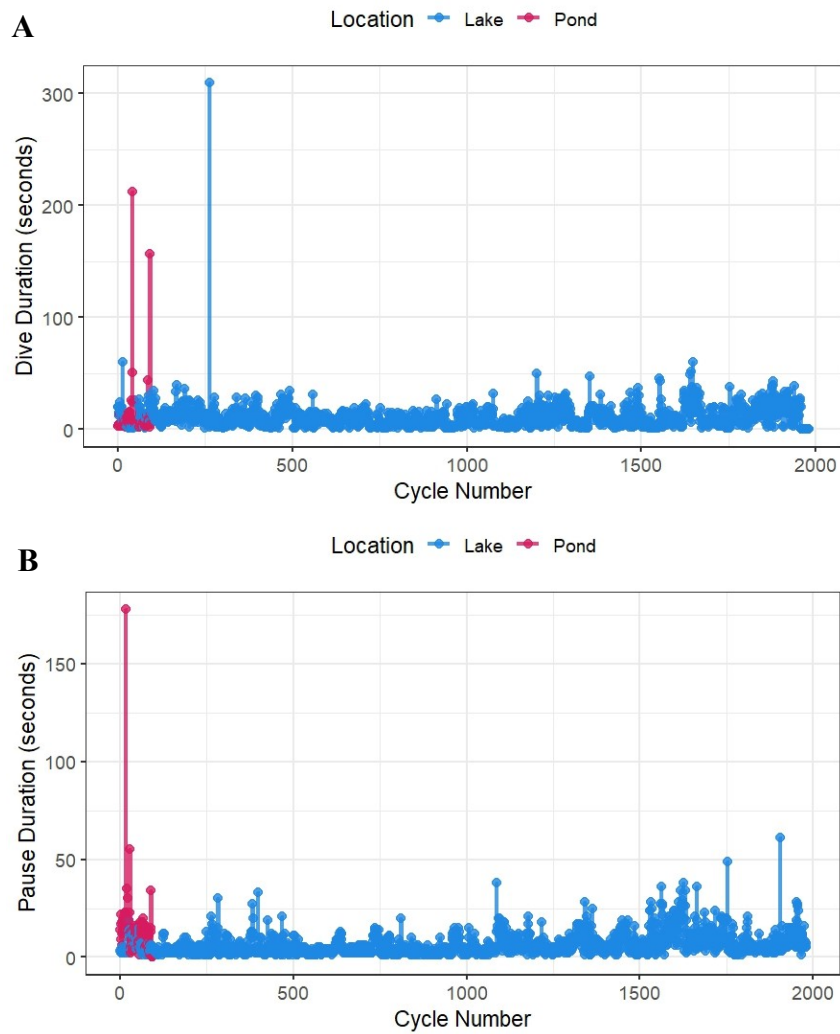 A
Location Lake Pond
300
200
100
0
Dive Duration (seconds)
0 500 1000 1500 2000
Cycle Number
B
Location Lake Pond
150
100
50
0
Pause Duration (seconds)
0 500 1000 1500 2000
Cycle Number